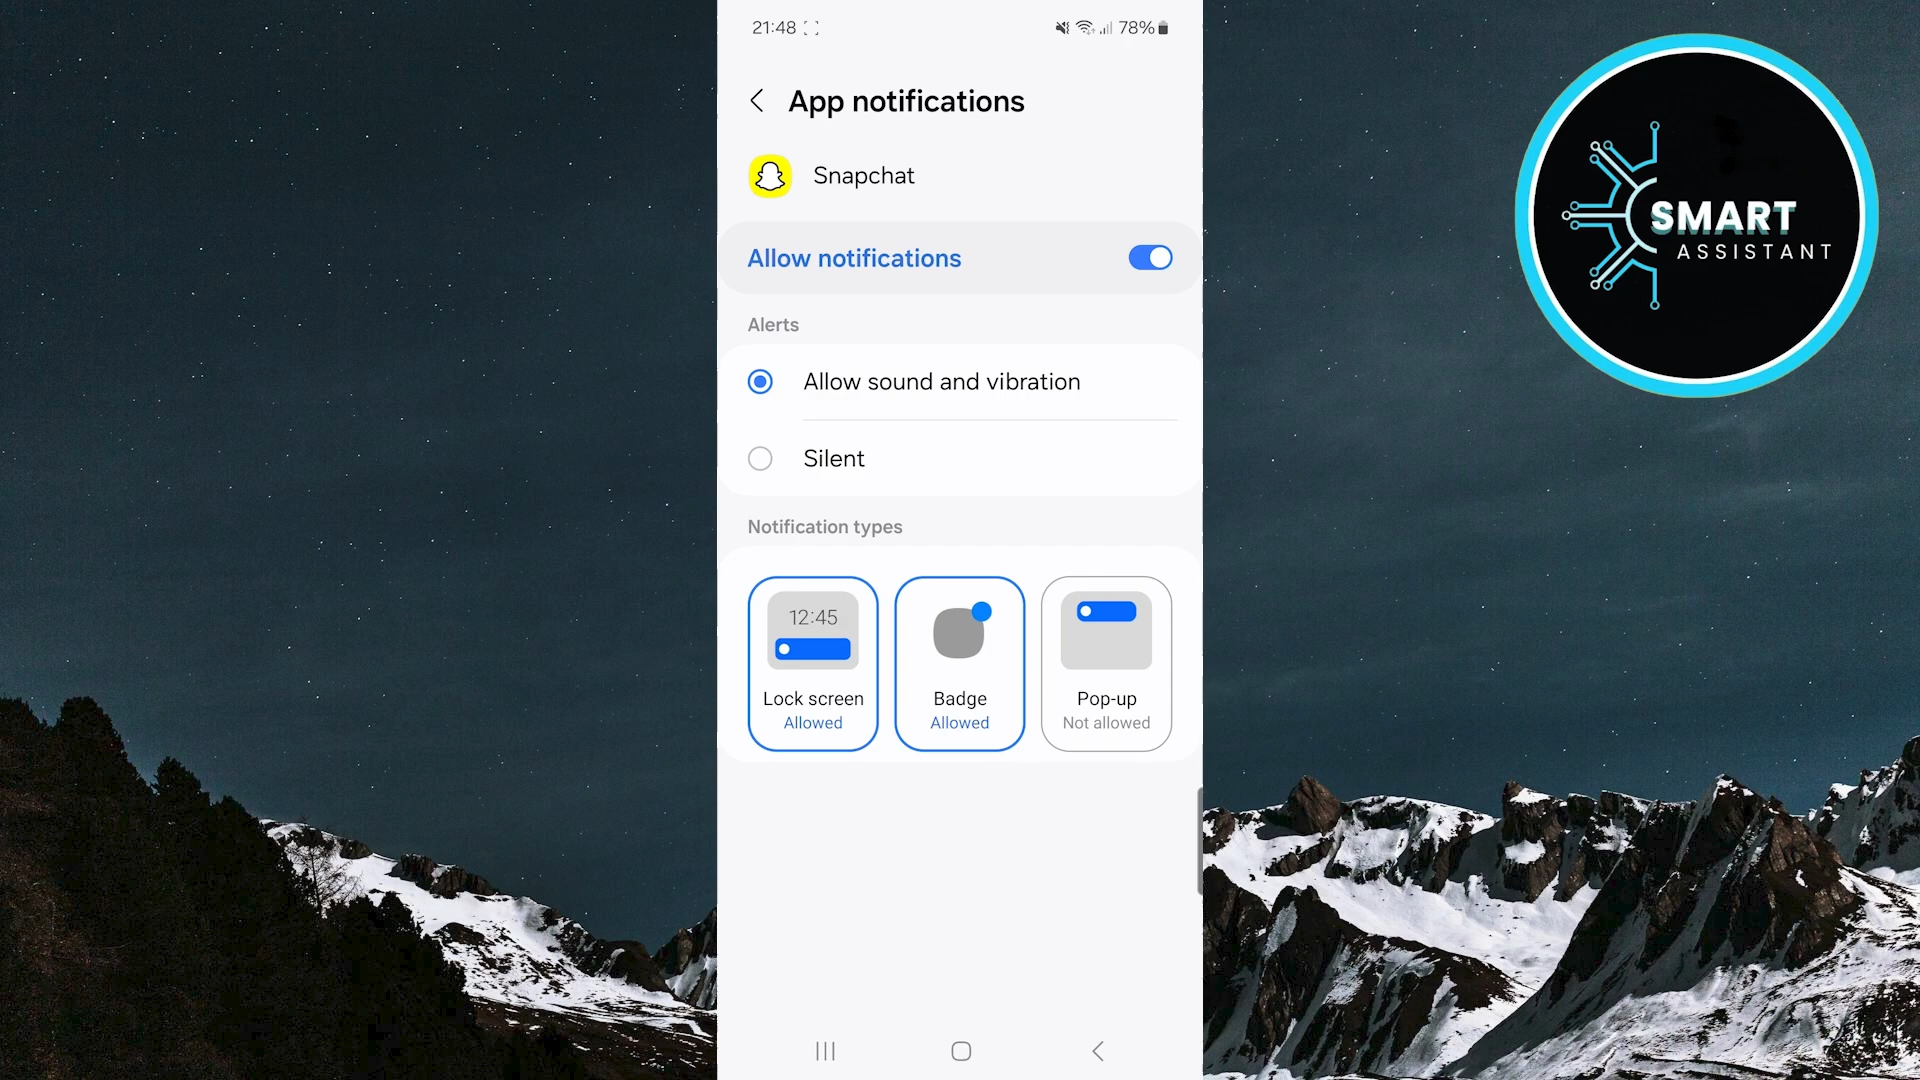 21:48
78%
App notifications
Snapchat
Allow notifications
Alerts
Allow sound and vibration
Silent
Notification types
12:45
Lock screen
Allowed
Badge
Allowed
Pop-up
Not allowed
SMART
ASSISTANT